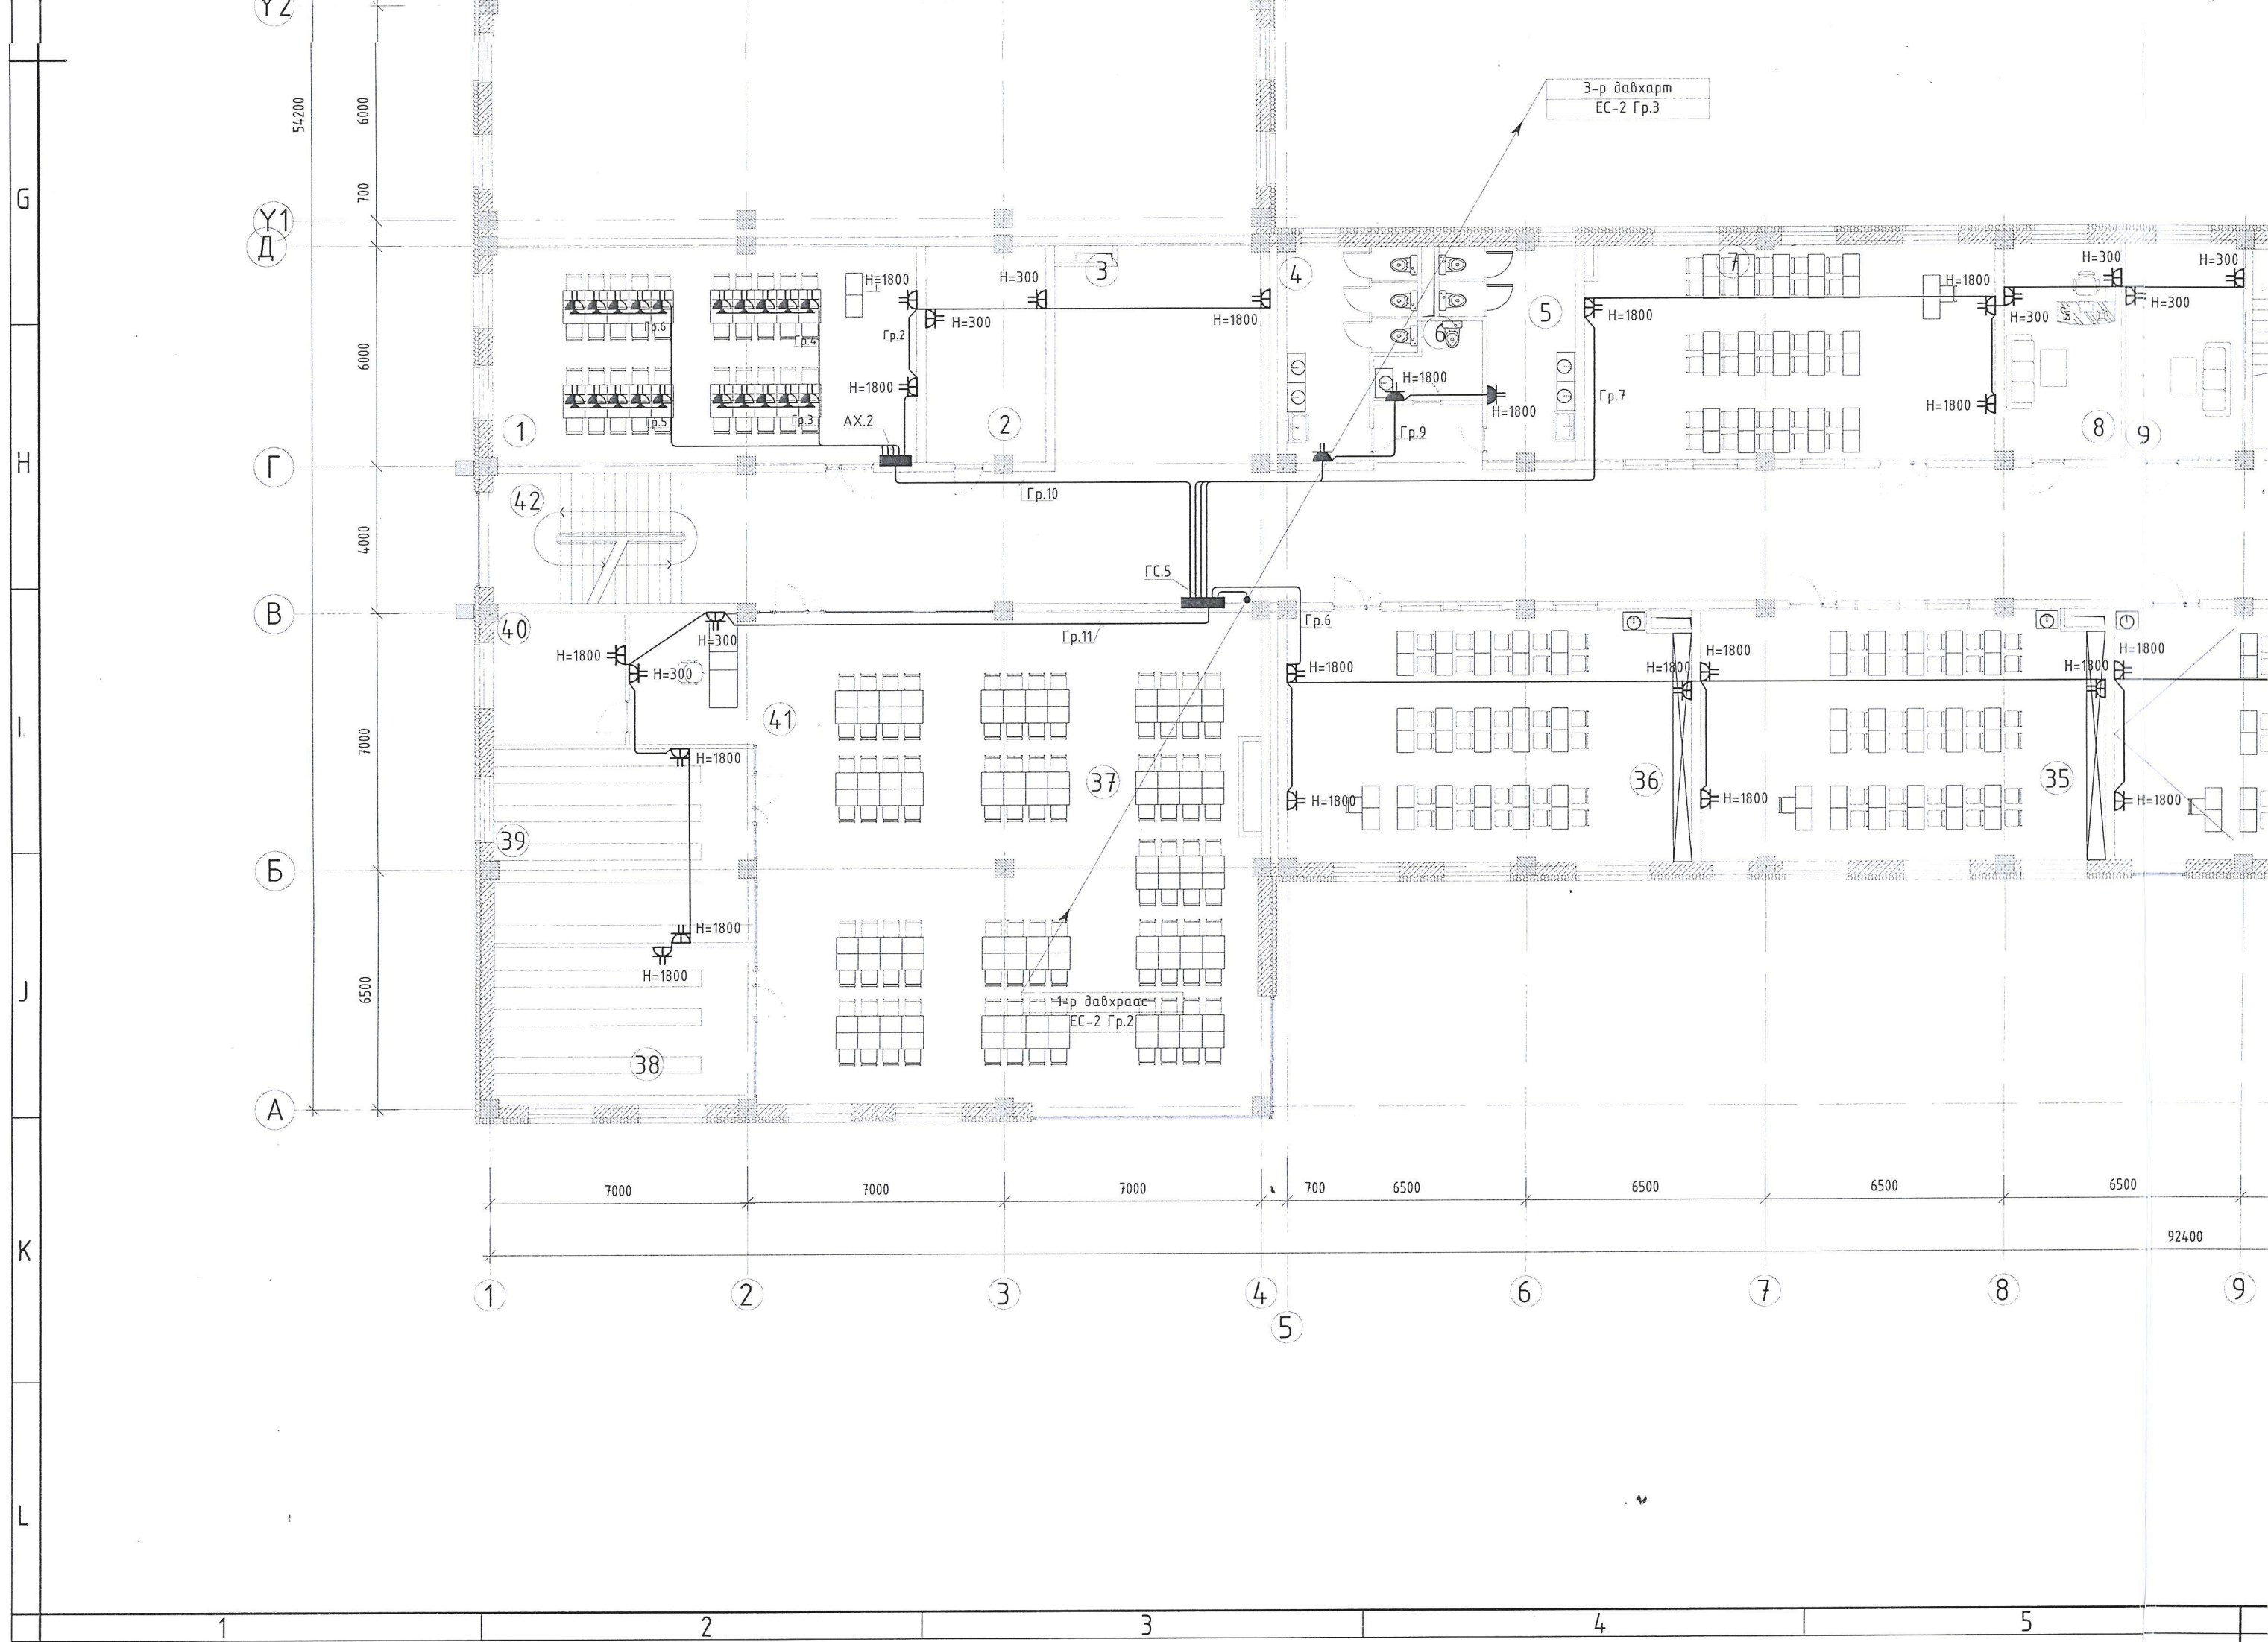 Y2
54200
6000
3-р давхарт
ЕС-2 Гр.3
G
700
Y1
Д
3
4
7
H=300
H=300
H=1800
H=300
H=1800
H=300
H=1800
5
H=1800
H=300
H=300
Гр.6
Гр.4
Гр.2
6
6000
H=1800
H=1800
H=1800
Гр.7
H=1800
1
Гр.5
Гр.3
АХ.2
2
Гр.9
8
9
H
Г
42
Гр.10
4000
ГС.5
В
40
H=300
Гр.11
Гр.6
H=1800
H=300
H=1800
H=1800
H=1800
H=1800
H=1800
41
I
7000
H=1800
37
36
35
H=1800
H=1800
H=1800
39
Б
H=1800
H=1800
J
6500
1-р давхраас
ЕС-2 Гр.2
38
А
7000
7000
7000
700
6500
6500
6500
6500
K
92400
1
2
3
4
6
7
8
9
5
L
1
2
3
4
5